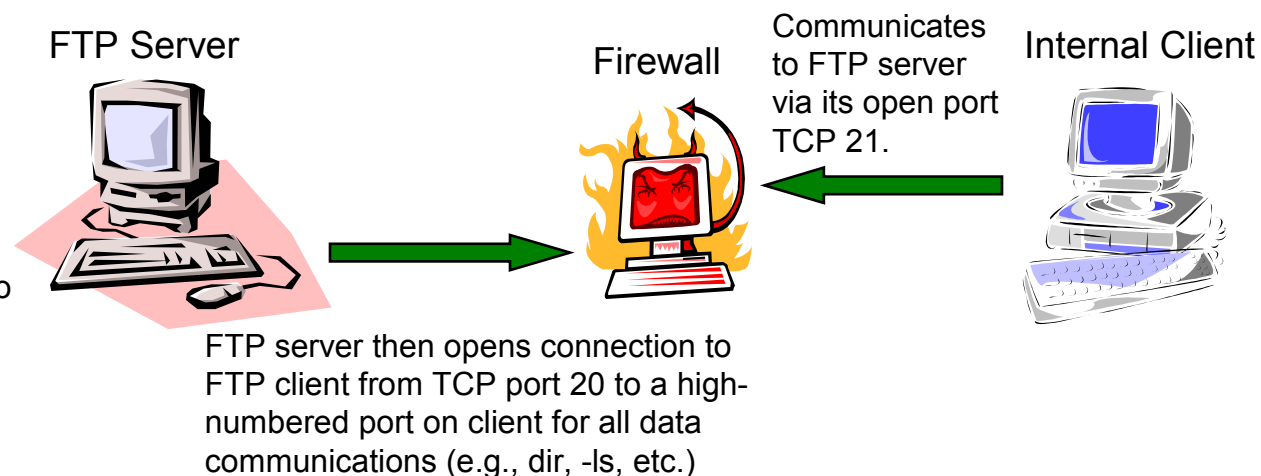 FTP Server
Firewall
Communicates
to FTP server
via its open port
TCP 21.
Internal Client
o
FTP server then opens connection to
FTP client from TCP port 20 to a high-
numbered port on client for all data
communications (e.g., dir, -ls, etc.)